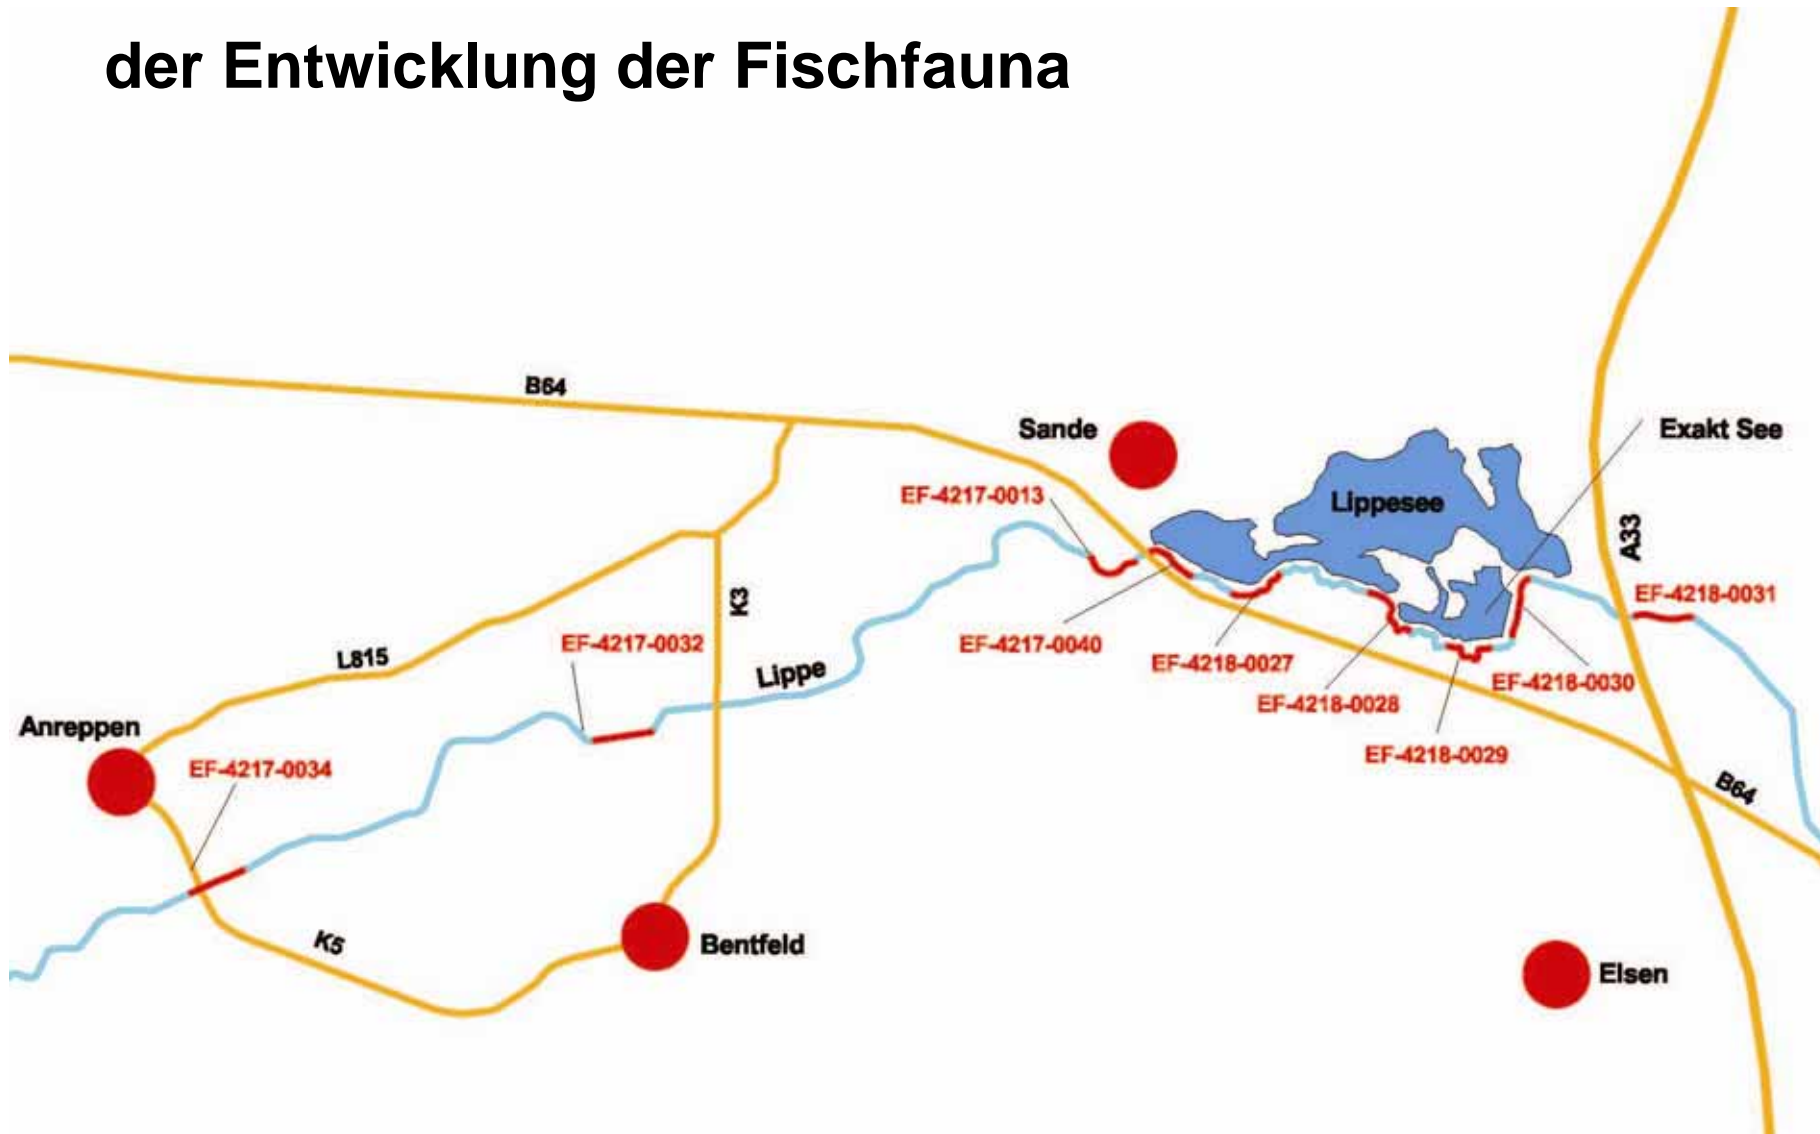 der Entwicklung der Fischfauna
B64
Sande
Exakt See
EF-4217-0013
Lippesee
A33
K3
EF-4218-0031
L815
EF-4217-0032
Lippe
EF-4217-0040
EF-4218-0027
EF-4218-0030
EF-4218-0028
Anreppen
EF-4217-0034
EF-4218-0029
B64
K5
Bentfeld
Elsen